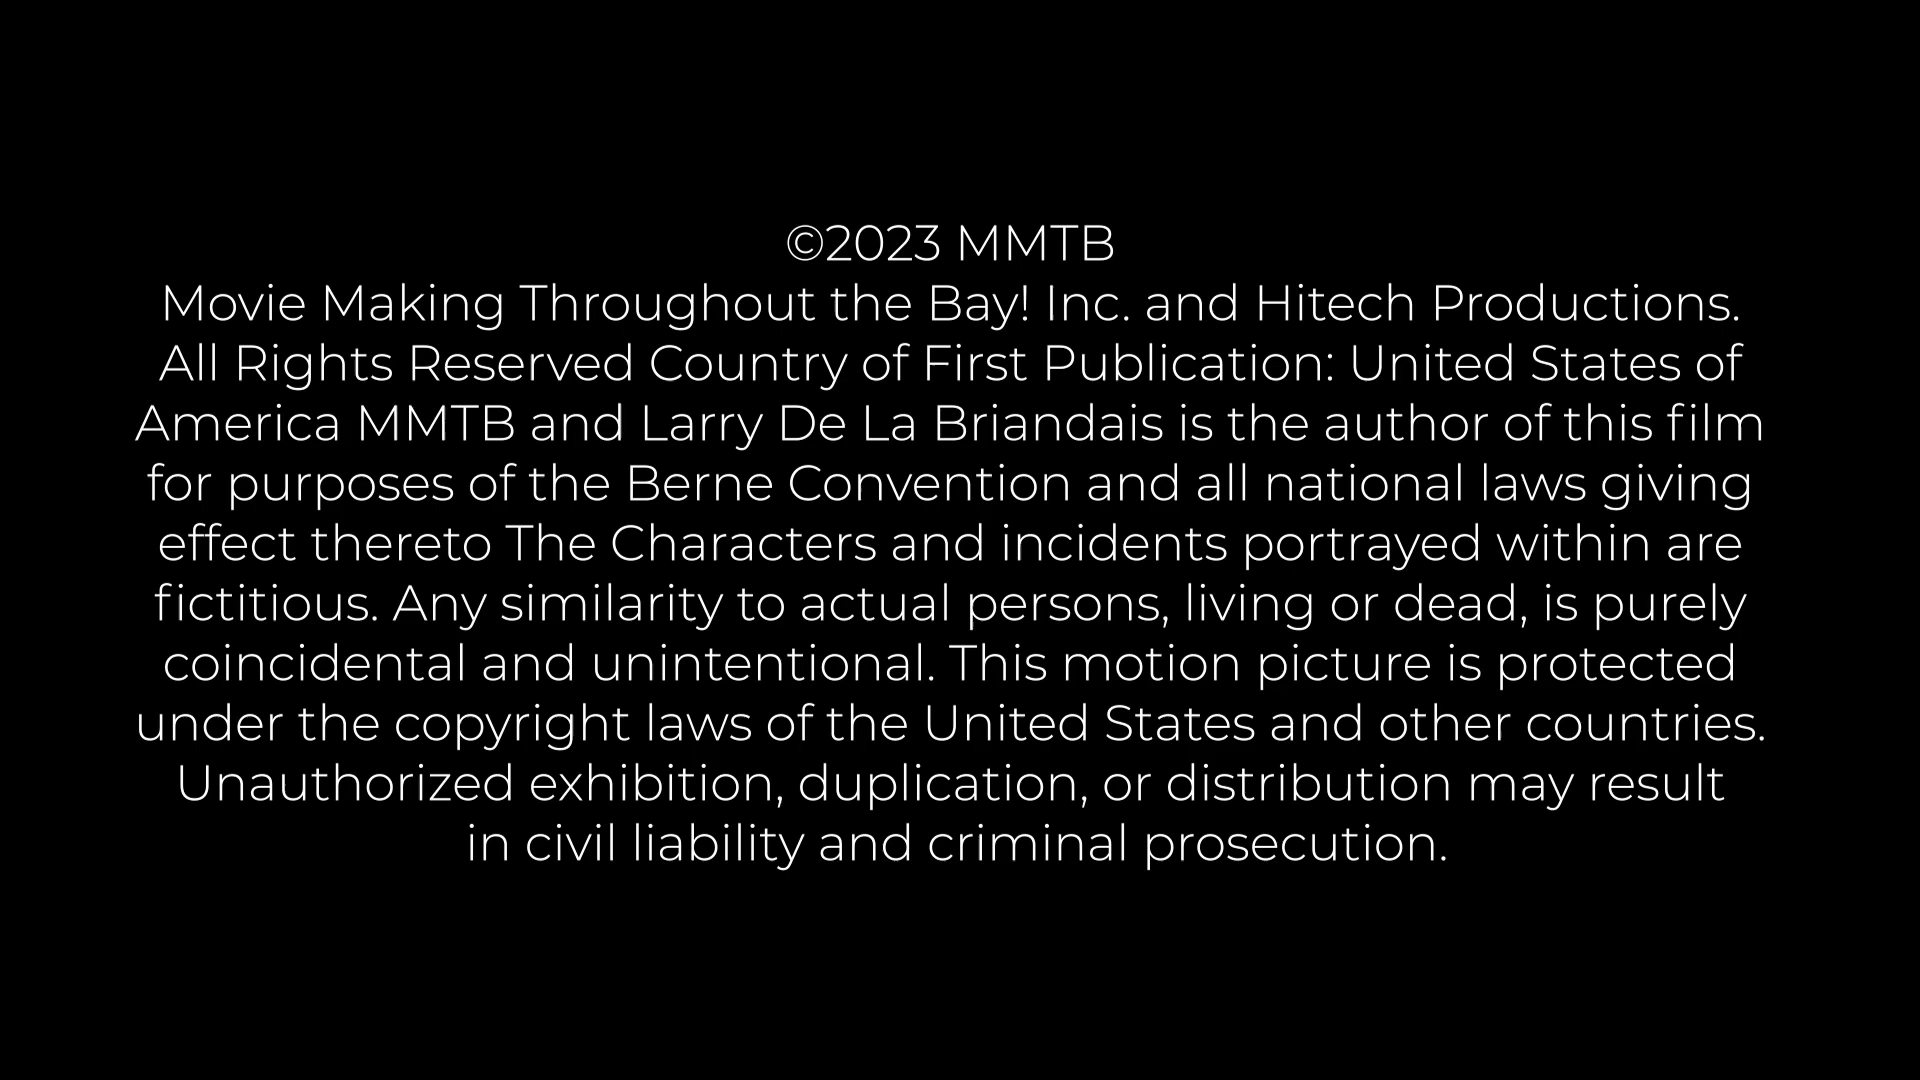 ©2023 MMTB
Movie Making Throughout the Bay! Inc. and Hitech Productions.
All Rights Reserved Country of First Publication: United States of
America MMTB and Larry De La Briandais is the author of this film
for purposes of the Berne Convention and all national laws giving
effect thereto The Characters and incidents portrayed within are
fictitious. Any similarity to actual persons, living or dead, is purely
coincidental and unintentional. This motion picture is protected
under the copyright laws of the United States and other countries.
Unauthorized exhibition, duplication, or distribution may result
in civil liability and criminal prosecution.